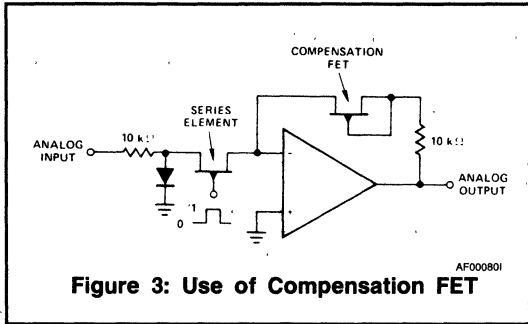 COMPENSATION
FET
SERIES
ELEMENT
ANALOG
INPUT
10 kΩ
10 kΩ
−
+
ANALOG
OUTPUT
1
0
AF00080I
Figure 3: Use of Compensation FET